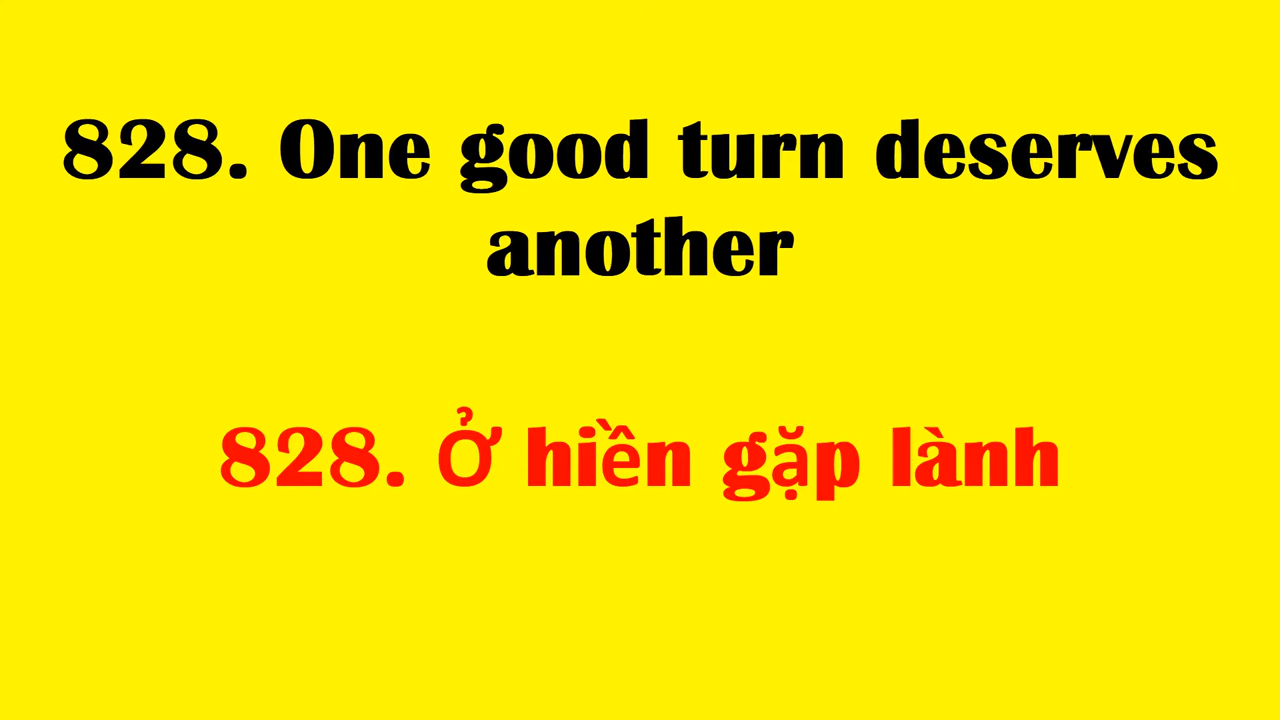 828. One good turn deserves
another
828. Ở hiền gặp lành